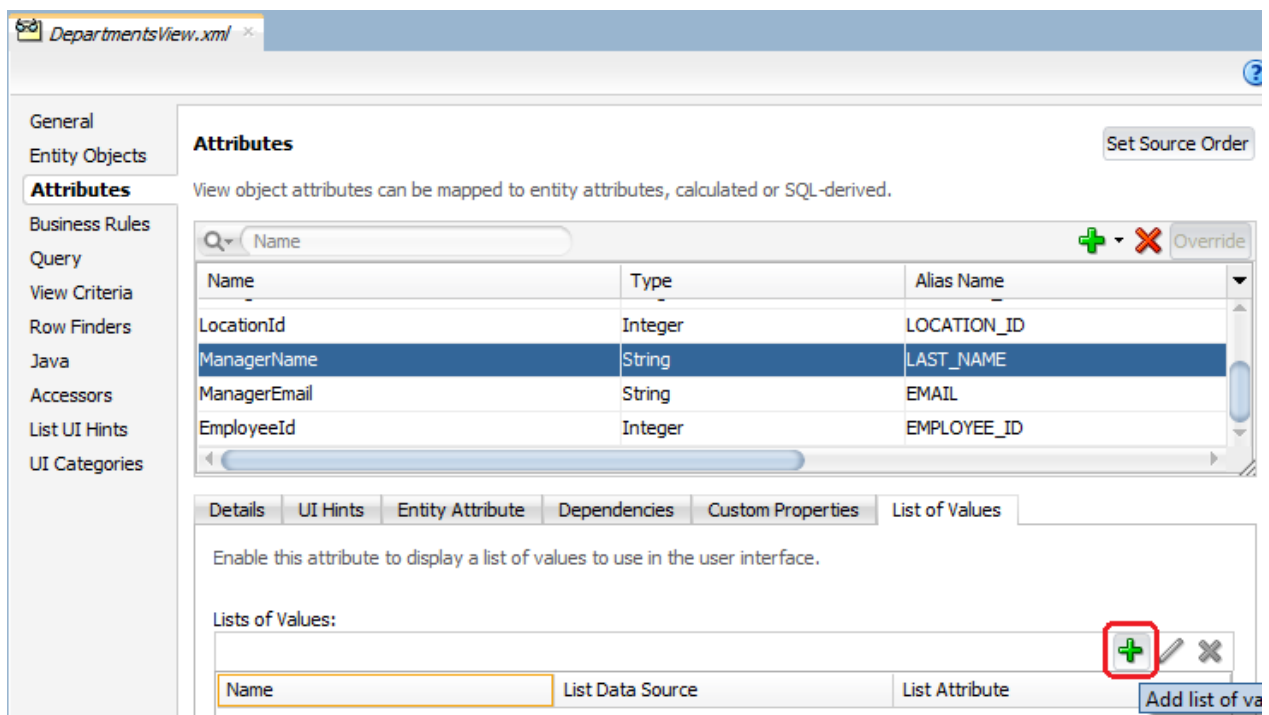 DepartmentsView.xml
General
Entity Objects
Attributes
Business Rules
Query
View Criteria
Row Finders
Java
Accessors
List UI Hints
UI Categories
Attributes Set Source Order
View object attributes can be mapped to entity attributes, calculated or SQL-derived.
Name Override
Name Type Alias Name
LocationId Integer LOCATION_ID
ManagerName String LAST_NAME
ManagerEmail String EMAIL
EmployeeId Integer EMPLOYEE_ID
Details UI Hints Entity Attribute Dependencies Custom Properties List of Values
Enable this attribute to display a list of values to use in the user interface.
Lists of Values:
Name List Data Source List Attribute
Add list of va